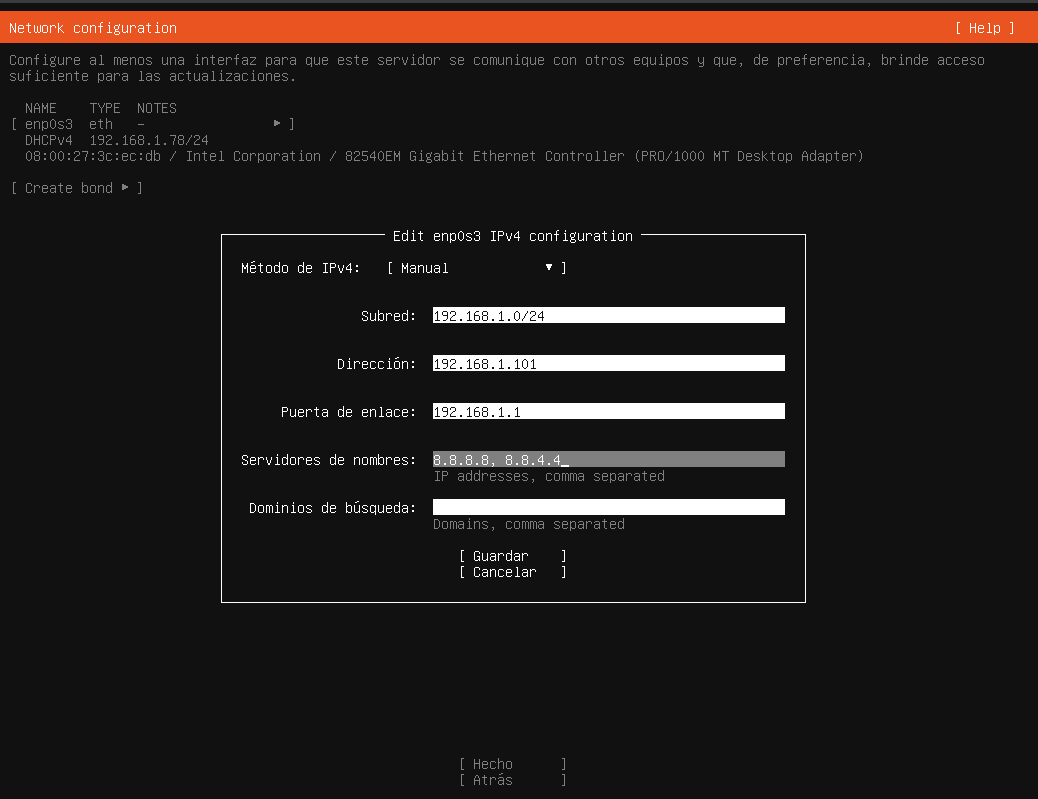 Network configuration [ Help ]
Configure al menos una interfaz para que este servidor se comunique con otros equipos y que, de preferencia, brinde acceso
suficiente para las actualizaciones.
NAME TYPE NOTES
[ enp0s3 eth – ▸ ]
DHCPv4 192.168.1.78/24
08:00:27:3c:ec:db / Intel Corporation / 82540EM Gigabit Ethernet Controller (PRO/1000 MT Desktop Adapter)
[ Create bond ▸ ]
Edit enp0s3 IPv4 configuration
Método de IPv4: [ Manual ▾ ]
Subred: 192.168.1.0/24
Dirección: 192.168.1.101
Puerta de enlace: 192.168.1.1
Servidores de nombres: 8.8.8.8, 8.8.4.4_
IP addresses, comma separated
Dominios de búsqueda:
Domains, comma separated
[ Guardar ]
[ Cancelar ]
[ Hecho ]
[ Atrás ]